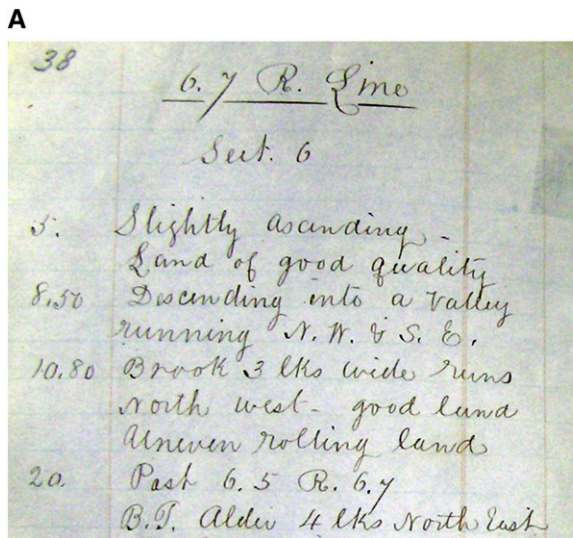 A
38
6.7 R. Line
Sect. 6
5. Slightly ascending -
Land of good quality
8.50 Descending into a Valley
running N. W. & S. E.
10.80 Brook 3 lks wide runs
North west - good land
Uneven rolling land
20. Post 6.5 R. 6.7
B.T. Alder 4 lks North East